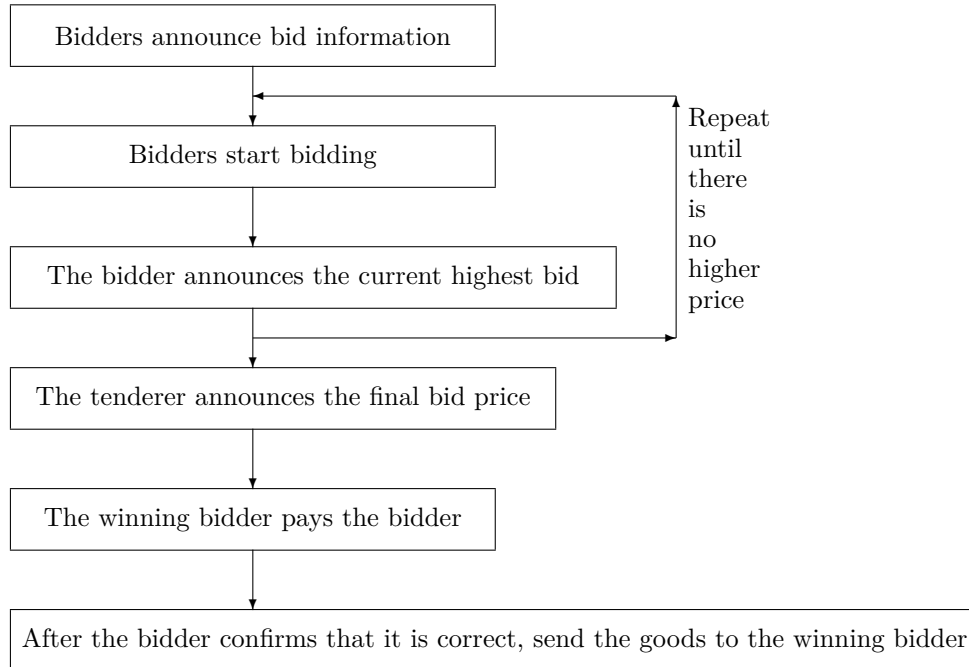 Bidders announce bid information
Repeat
until
there
is
no
higher
price
Bidders start bidding
The bidder announces the current highest bid
The tenderer announces the final bid price
The winning bidder pays the bidder
After the bidder confirms that it is correct, send the goods to the winning bidder